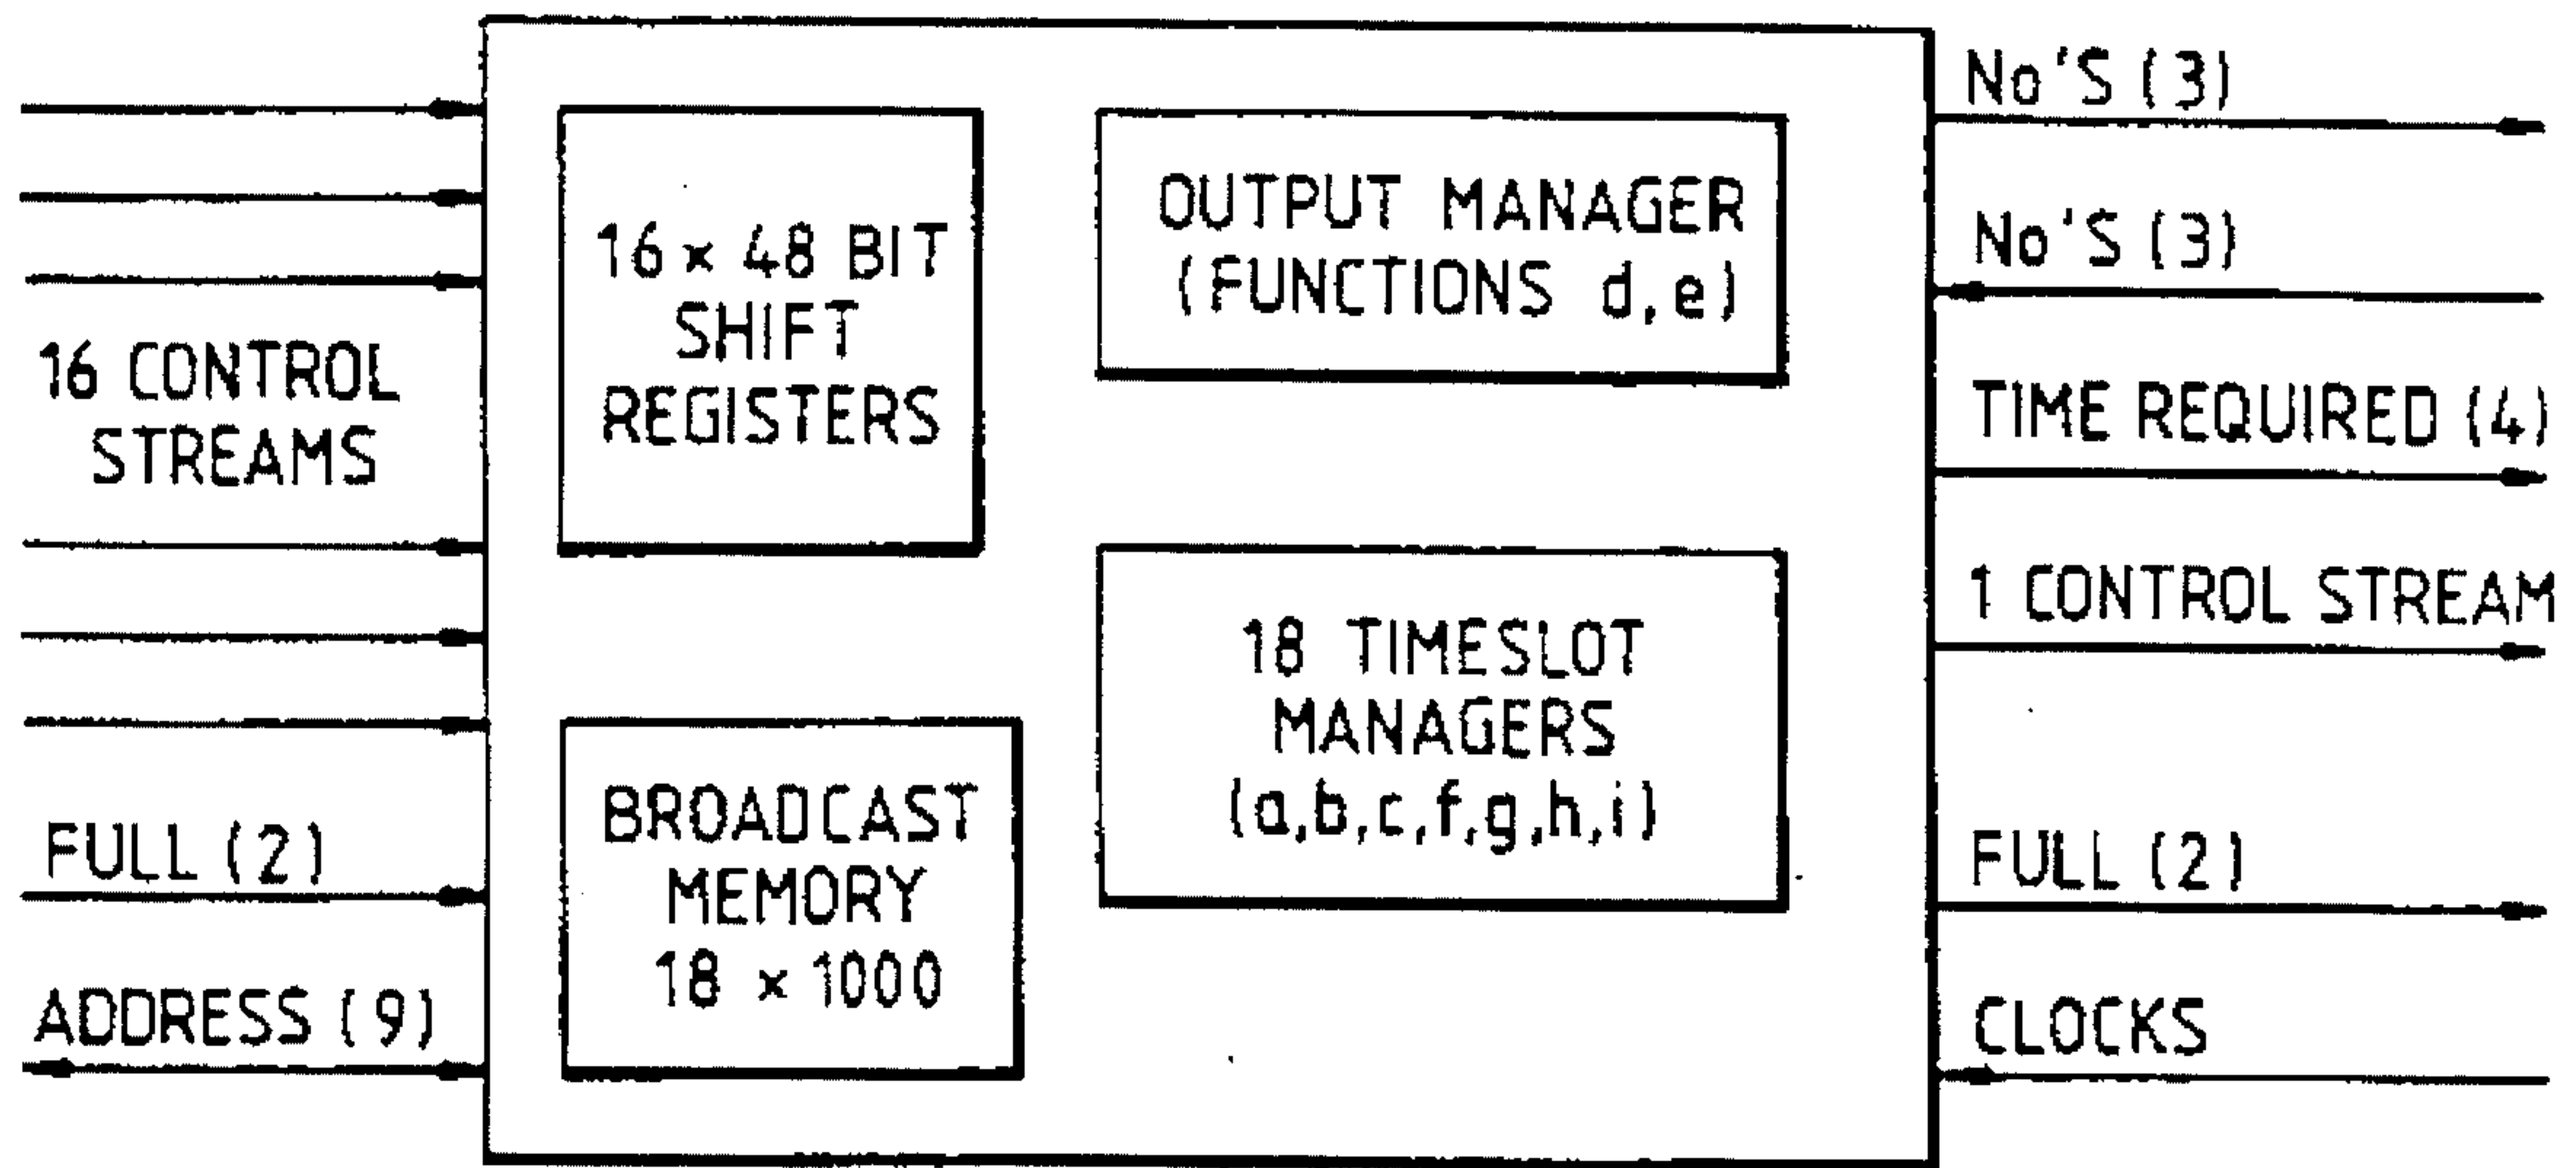 16 CONTROL
STREAMS
FULL (2)
ADDRESS (9)
16 x 48 BIT
SHIFT
REGISTERS
BROADCAST
MEMORY
18 x 1000
OUTPUT MANAGER
(FUNCTIONS d,e)
18 TIMESLOT
MANAGERS
(a,b,c,f,g,h,i)
No'S (3)
No'S (3)
TIME REQUIRED (4)
1 CONTROL STREAM
FULL (2)
CLOCKS